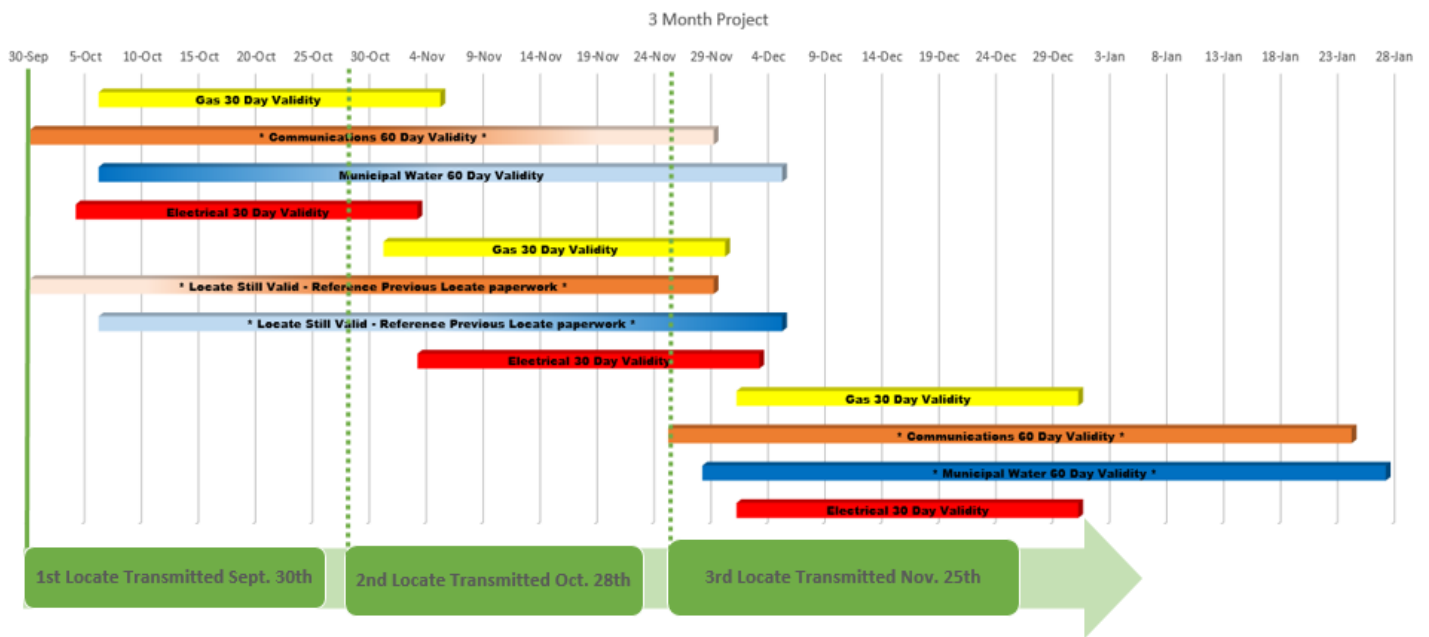 3 Month Project
30-Sep 5-Oct 10-Oct 15-Oct 20-Oct 25-Oct 30-Oct 4-Nov 9-Nov 14-Nov 19-Nov 24-Nov 29-Nov 4-Dec 9-Dec 14-Dec 19-Dec 24-Dec 29-Dec 3-Jan 8-Jan 13-Jan 18-Jan 23-Jan 28-Jan
Gas 30 Day Validity
* Communications 60 Day Validity *
Municipal Water 60 Day Validity
Electrical 30 Day Validity
Gas 30 Day Validity
* Locate Still Valid - Reference Previous Locate paperwork *
* Locate Still Valid - Reference Previous Locate paperwork *
Electrical 30 Day Validity
Gas 30 Day Validity
* Communications 60 Day Validity *
* Municipal Water 60 Day Validity *
Electrical 30 Day Validity
1st Locate Transmitted Sept. 30th
2nd Locate Transmitted Oct. 28th
3rd Locate Transmitted Nov. 25th